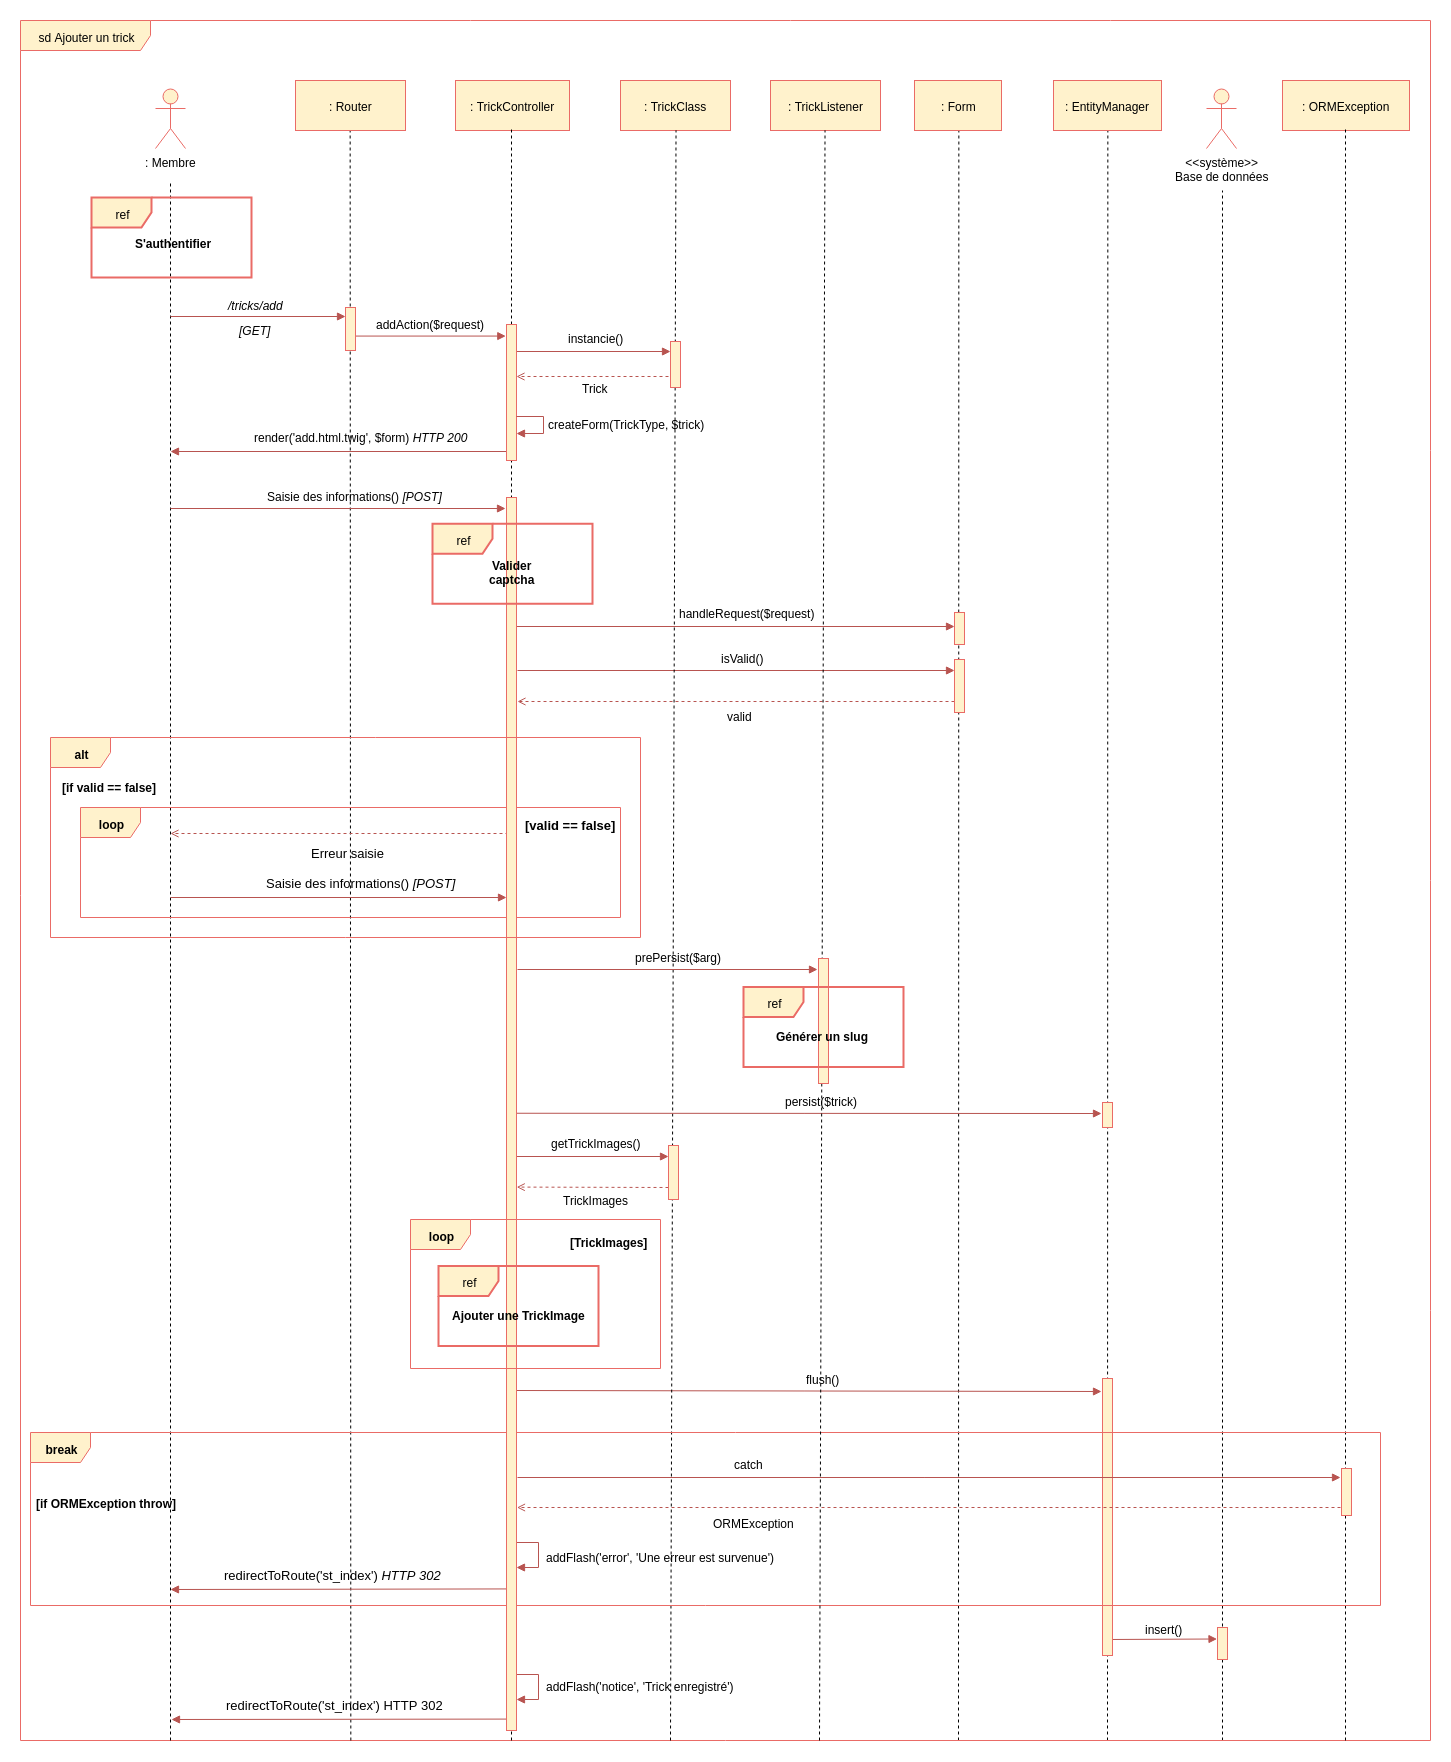 sd Ajouter un trick
: Membre
: Router
: TrickController
: TrickClass
: TrickListener
: Form
: EntityManager
<<système>>
Base de données
: ORMException
ref
S'authentifier
/tricks/add
[GET]
addAction($request)
instancie()
Trick
createForm(TrickType, $trick)
render('add.html.twig', $form) HTTP 200
Saisie des informations() [POST]
ref
Valider
captcha
handleRequest($request)
isValid()
valid
alt
[if valid == false]
loop
[valid == false]
Erreur saisie
Saisie des informations() [POST]
prePersist($arg)
ref
Générer un slug
persist($trick)
getTrickImages()
TrickImages
loop
[TrickImages]
ref
Ajouter une TrickImage
flush()
break
catch
[if ORMException throw]
ORMException
addFlash('error', 'Une erreur est survenue')
redirectToRoute('st_index') HTTP 302
insert()
addFlash('notice', 'Trick enregistré')
redirectToRoute('st_index') HTTP 302